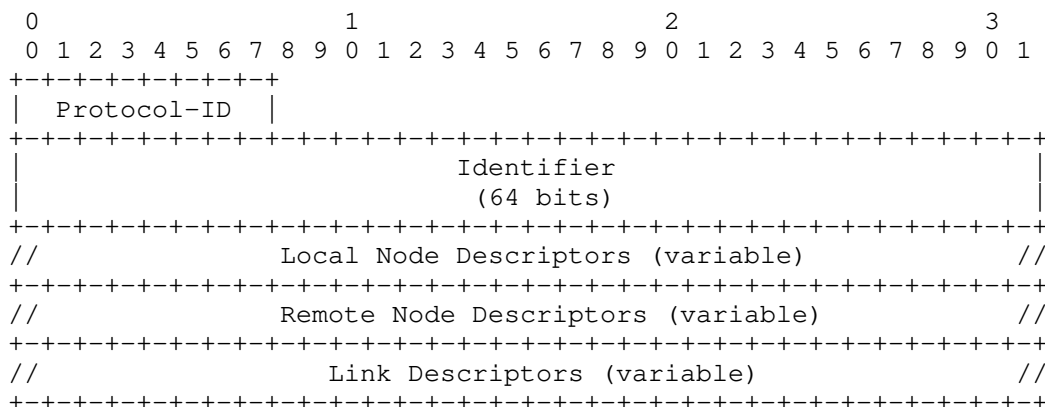 0                   1                   2                   3
 0 1 2 3 4 5 6 7 8 9 0 1 2 3 4 5 6 7 8 9 0 1 2 3 4 5 6 7 8 9 0 1
+-+-+-+-+-+-+-+-+
|  Protocol-ID  |
+-+-+-+-+-+-+-+-+-+-+-+-+-+-+-+-+-+-+-+-+-+-+-+-+-+-+-+-+-+-+-+-+
|                           Identifier                          |
|                            (64 bits)                          |
+-+-+-+-+-+-+-+-+-+-+-+-+-+-+-+-+-+-+-+-+-+-+-+-+-+-+-+-+-+-+-+-+
//               Local Node Descriptors (variable)             //
+-+-+-+-+-+-+-+-+-+-+-+-+-+-+-+-+-+-+-+-+-+-+-+-+-+-+-+-+-+-+-+-+
//               Remote Node Descriptors (variable)            //
+-+-+-+-+-+-+-+-+-+-+-+-+-+-+-+-+-+-+-+-+-+-+-+-+-+-+-+-+-+-+-+-+
//                  Link Descriptors (variable)                //
+-+-+-+-+-+-+-+-+-+-+-+-+-+-+-+-+-+-+-+-+-+-+-+-+-+-+-+-+-+-+-+-+